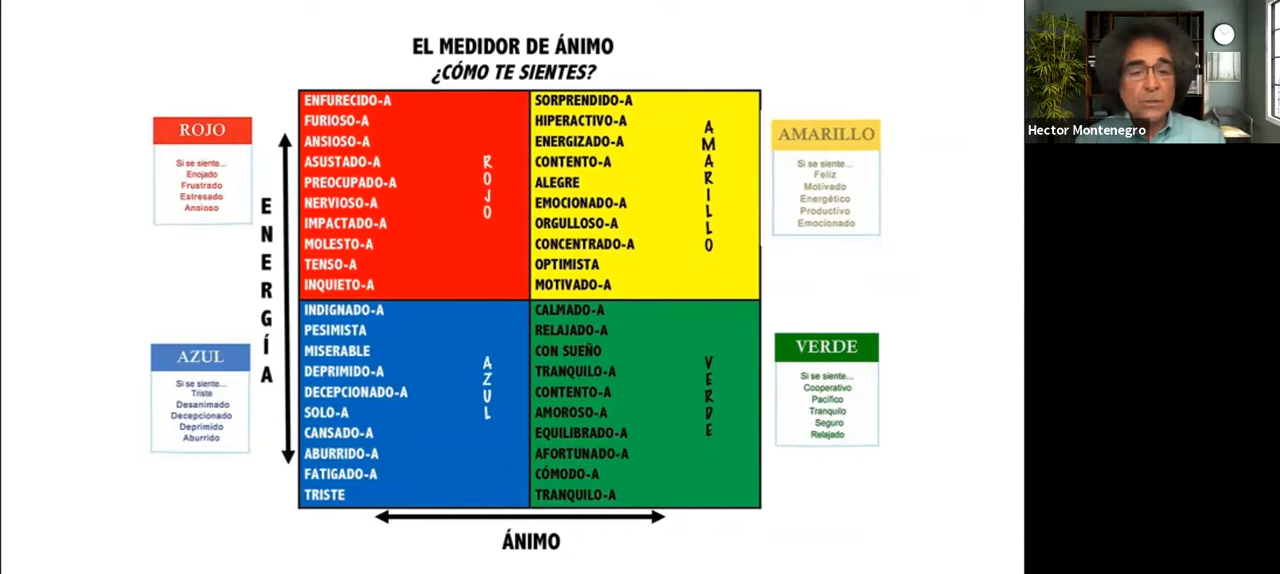 EL MEDIDOR DE ÁNIMO
¿CÓMO TE SIENTES?
ROJO
Si se siente...
Enojado
Frustrado
Estresado
Ansioso
AZUL
Si se siente...
Triste
Desanimado
Decepcionado
Deprimido
Aburrido
ENERGÍA
ENFURECIDO-A
FURIOSO-A
ANSIOSO-A
ASUSTADO-A
PREOCUPADO-A
NERVIOSO-A
IMPACTADO-A
MOLESTO-A
TENSO-A
INQUIETO-A
ROJO
SORPRENDIDO-A
HIPERACTIVO-A
ENERGIZADO-A
CONTENTO-A
ALEGRE
EMOCIONADO-A
ORGULLOSO-A
CONCENTRADO-A
OPTIMISTA
MOTIVADO-A
AMARILLO
INDIGNADO-A
PESIMISTA
MISERABLE
DEPRIMIDO-A
DECEPCIONADO-A
SOLO-A
CANSADO-A
ABURRIDO-A
FATIGADO-A
TRISTE
AZUL
CALMADO-A
RELAJADO-A
CON SUEÑO
TRANQUILO-A
CONTENTO-A
AMOROSO-A
EQUILIBRADO-A
AFORTUNADO-A
CÓMODO-A
TRANQUILO-A
VERDE
ÁNIMO
AMARILLO
Si se siente...
Feliz
Motivado
Energético
Productivo
Emocionado
VERDE
Si se siente...
Cooperativo
Pacífico
Tranquilo
Seguro
Relajado
Hector Montenegro